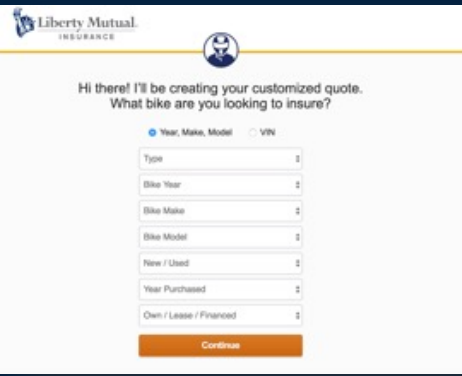 Liberty Mutual.
INSURANCE
Hi there! I'll be creating your customized quote.
What bike are you looking to insure?
Year, Make, Model VIN
Type
Bike Year
Bike Make
Bike Model
New / Used
Year Purchased
Own / Lease / Financed
Continue